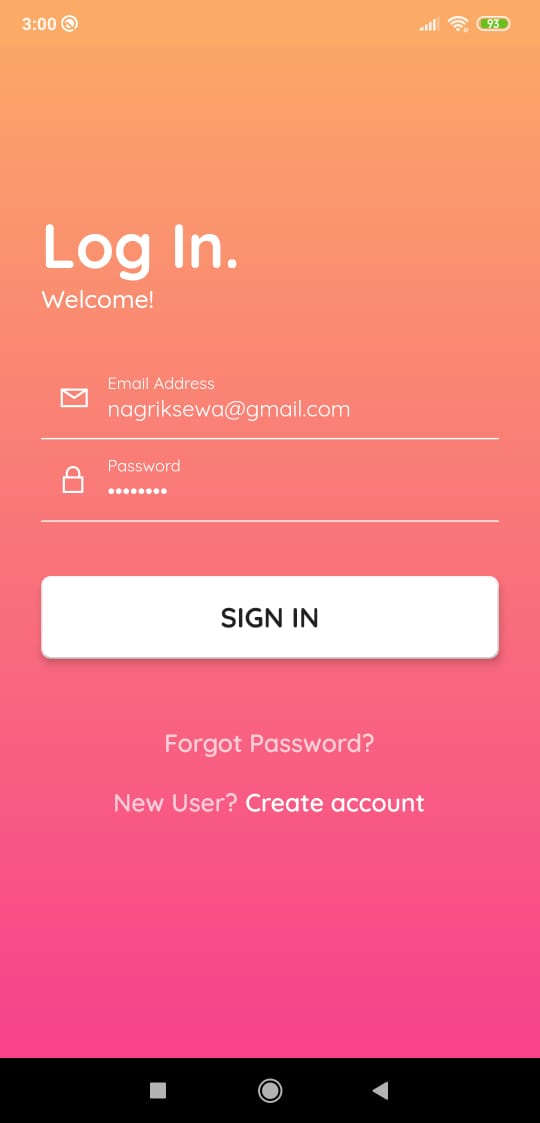 3:00
93
Log In.
Welcome!
Email Address
nagriksewa@gmail.com
Password
SIGN IN
Forgot Password?
New User? Create account